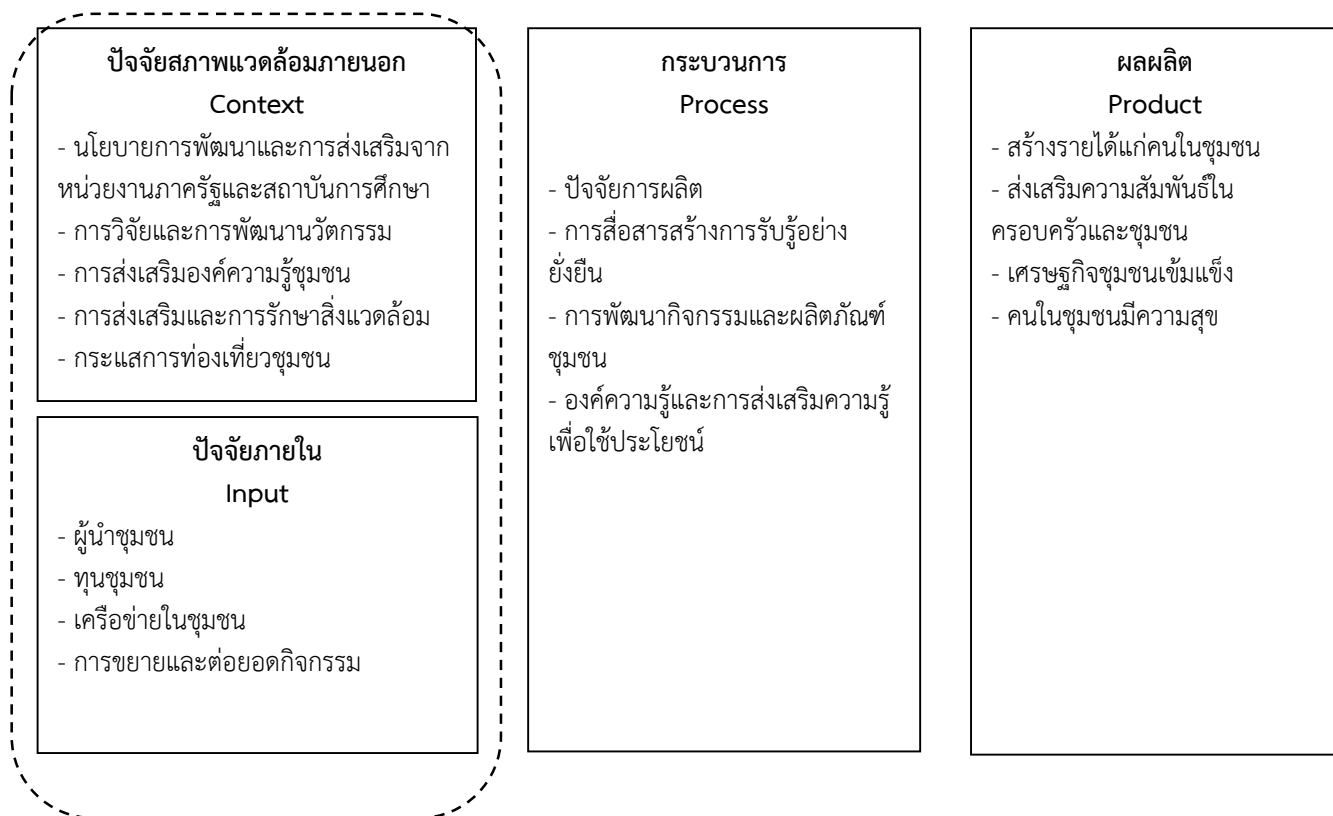 ปัจจัยสภาพแวดล้อมภายนอก
Context
- นโยบายการพัฒนาและการส่งเสริมจาก
หน่วยงานภาครัฐและสถาบันการศึกษา
- การวิจัยและการพัฒนานวัตกรรม
- การส่งเสริมองค์ความรู้ชุมชน
- การส่งเสริมและการรักษาสิ่งแวดล้อม
- กระแสการท่องเที่ยวชุมชน
ปัจจัยภายใน
Input
- ผู้นำชุมชน
- ทุนชุมชน
- เครือข่ายในชุมชน
- การขยายและต่อยอดกิจกรรม
กระบวนการ
Process
- ปัจจัยการผลิต
- การสื่อสารสร้างการรับรู้อย่าง
ยั่งยืน
- การพัฒนากิจกรรมและผลิตภัณฑ์
ชุมชน
- องค์ความรู้และการส่งเสริมความรู้
เพื่อใช้ประโยชน์
ผลผลิต
Product
- สร้างรายได้แก่คนในชุมชน
- ส่งเสริมความสัมพันธ์ใน
ครอบครัวและชุมชน
- เศรษฐกิจชุมชนเข้มแข็ง
- คนในชุมชนมีความสุข